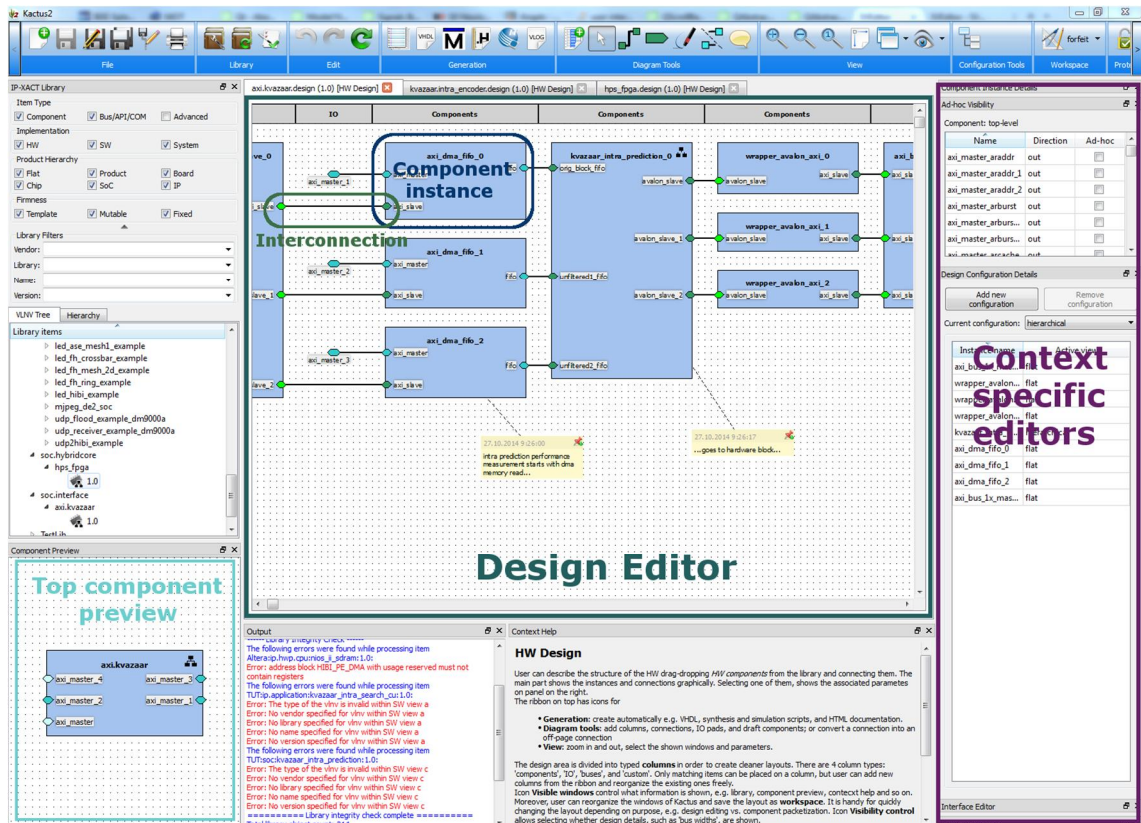 Kactus2
VHDL
M
.H
VLOG
forfeit
File
Library
Edit
Generation
Diagram Tools
View
Configuration Tools
Workspace
IP-XACT Library
Item Type
Component
Bus/API/COM
Advanced
Implementation
HW
SW
System
Product Hierarchy
Flat
Product
Board
Chip
SoC
IP
Firmness
Template
Mutable
Fixed
Library Filters
Vendor:
Library:
Name:
Version:
VLNV Tree
Hierarchy
Library items
led_ase_mesh1_example
led_fh_crossbar_example
led_fh_mesh_2d_example
led_fh_ring_example
led_hibi_example
mjpeg_de2_soc
udp_flood_example_dm9000a
udp_receiver_example_dm9000a
udp2hibi_example
soc.hybridcore
hps_fpga
1.0
soc.interface
axi.kvazaar
1.0
TestLib
Component Preview
Top component
preview
axi.kvazaar
axi_master_4
axi_master_3
axi_master_2
axi_master_1
axi_master
axi.kvazaar.design (1.0) [HW Design]
kvazaar.intra_encoder.design (1.0) [HW Design]
hps_fpga.design (1.0) [HW Design]
IO
Components
Components
Components
axi_dma_fifo_0
Component
instance
axi_master_1
axi_slave
Interconnection
axi_dma_fifo_1
axi_master_2
axi_master
fifo
axi_slave
axi_dma_fifo_2
axi_master_3
axi_master
fifo
axi_slave
kvazaar_intra_prediction_0
orig_block_fifo
avalon_slave
avalon_slave_1
unfiltered1_fifo
avalon_slave_2
unfiltered2_fifo
wrapper_avalon_axi_0
avalon_slave
axi_slave
wrapper_avalon_axi_1
avalon_slave
axi_slave
wrapper_avalon_axi_2
avalon_slave
axi_slave
27.10.2014 9:26:00
intra prediction performance
measurement starts with dma
memory read...
27.10.2014 9:26:17
...goes to hardware block...
Design Editor
Output
------ Library Integrity Check ------
The following errors were found while processing item
Altera:ip.hwp.cpu:nios_ii_sdram:1.0:
Error: address block HIBI_PE_DMA with usage reserved must not
contain registers
The following errors were found while processing item
TUT:ip.application:kvazaar_intra_search_cu:1.0:
Error: The type of the vlnv is invalid within SW view a
Error: No vendor specified for vlnv within SW view a
Error: No library specified for vlnv within SW view a
Error: No name specified for vlnv within SW view a
Error: No version specified for vlnv within SW view a
The following errors were found while processing item
TUT:soc:kvazaar_intra_prediction:1.0:
Error: The type of the vlnv is invalid within SW view c
Error: No vendor specified for vlnv within SW view c
Error: No library specified for vlnv within SW view c
Error: No name specified for vlnv within SW view c
Error: No version specified for vlnv within SW view c
========== Library integrity check complete ==========
Context Help
HW Design
User can describe the structure of the HW drag-dropping HW components from the library and connecting them. The
main part shows the instances and connections graphically. Selecting one of them, shows the associated parametes
on panel on the right.
The ribbon on top has icons for
• Generation: create automatically e.g. VHDL, synthesis and simulation scripts, and HTML documentation.
• Diagram tools: add columns, connections, IO pads, and draft components; or convert a connection into an
off-page connection
• View: zoom in and out, select the shown windows and parameters.
The design area is divided into typed columns in order to create cleaner layouts. There are 4 column types:
'components', 'IO', 'buses', and 'custom'. Only matching items can be placed on a column, but user can add new
columns from the ribbon and reorganize the existing ones freely.
Icon Visible windows control what information is shown, e.g. library, component preview, contecxt help and so on.
Moreover, user can reorganize the windows of Kactus and save the layout as workspace. It is handy for quidly
changing the layout depending on purpose, e.g. design editing vs. component packetization. Icon Visibility control
allows selecting whether design details, such as 'bus widths', are shown.
Component Instance Details
Ad-hoc Visibility
Component: top-level
Name
Direction
Ad-hoc
axi_master_araddr out
axi_master_araddr_1 out
axi_master_araddr_2 out
axi_master_arburst out
axi_master_arburs... out
axi_master_arburs... out
axi_master_arcache out
Design Configuration Details
Add new
configuration
Remove
configuration
Current configuration: hierarchical
Instance name
Active view
wrapper_avalon... flat
wrapper_avalon... flat
wrapper_avalon... flat
axi_dma_fifo_0 flat
axi_dma_fifo_1 flat
axi_dma_fifo_2 flat
axi_bus_1x_mas... flat
Context
specific
editors
Interface Editor